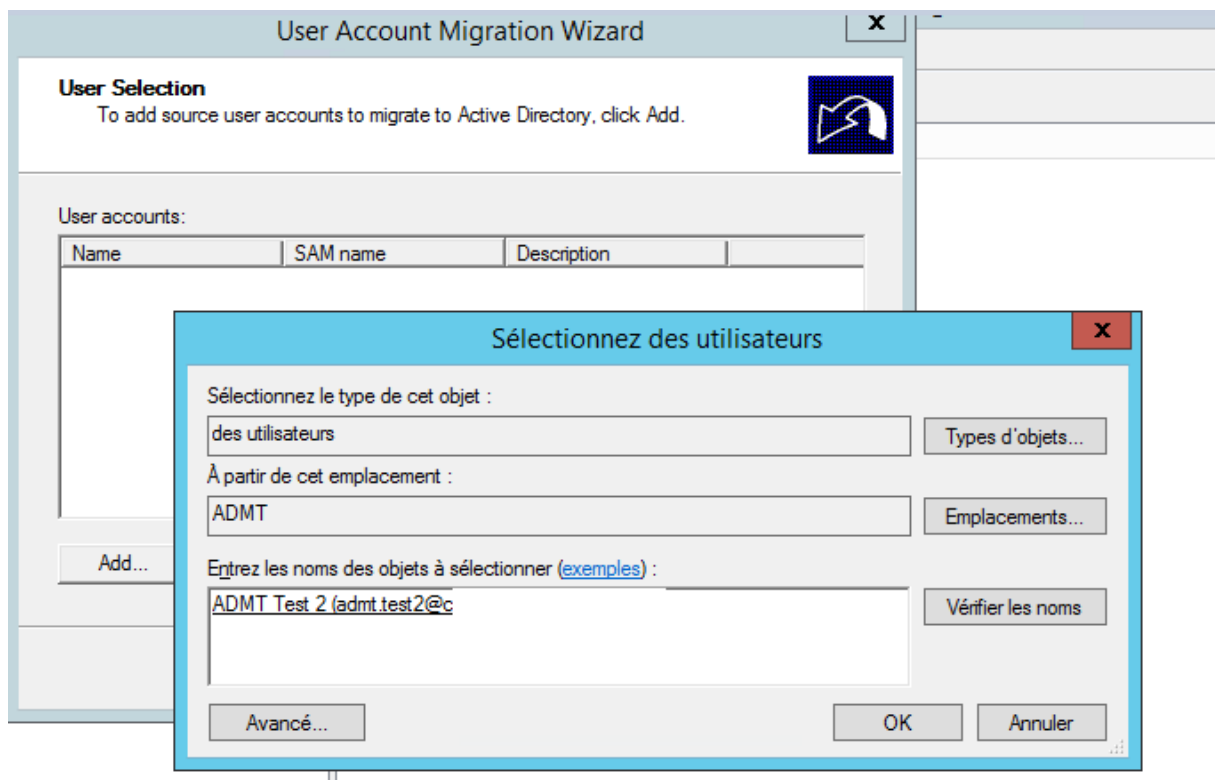 User Account Migration Wizard
x
User Selection
To add source user accounts to migrate to Active Directory, click Add.
User accounts:
Name SAM name Description
Sélectionnez des utilisateurs
x
Sélectionnez le type de cet objet :
des utilisateurs
Types d'objets...
À partir de cet emplacement :
ADMT
Emplacements...
Add...
Entrez les noms des objets à sélectionner (exemples) :
ADMT Test 2 (admt.test2@c
Vérifier les noms
Avancé...
OK
Annuler